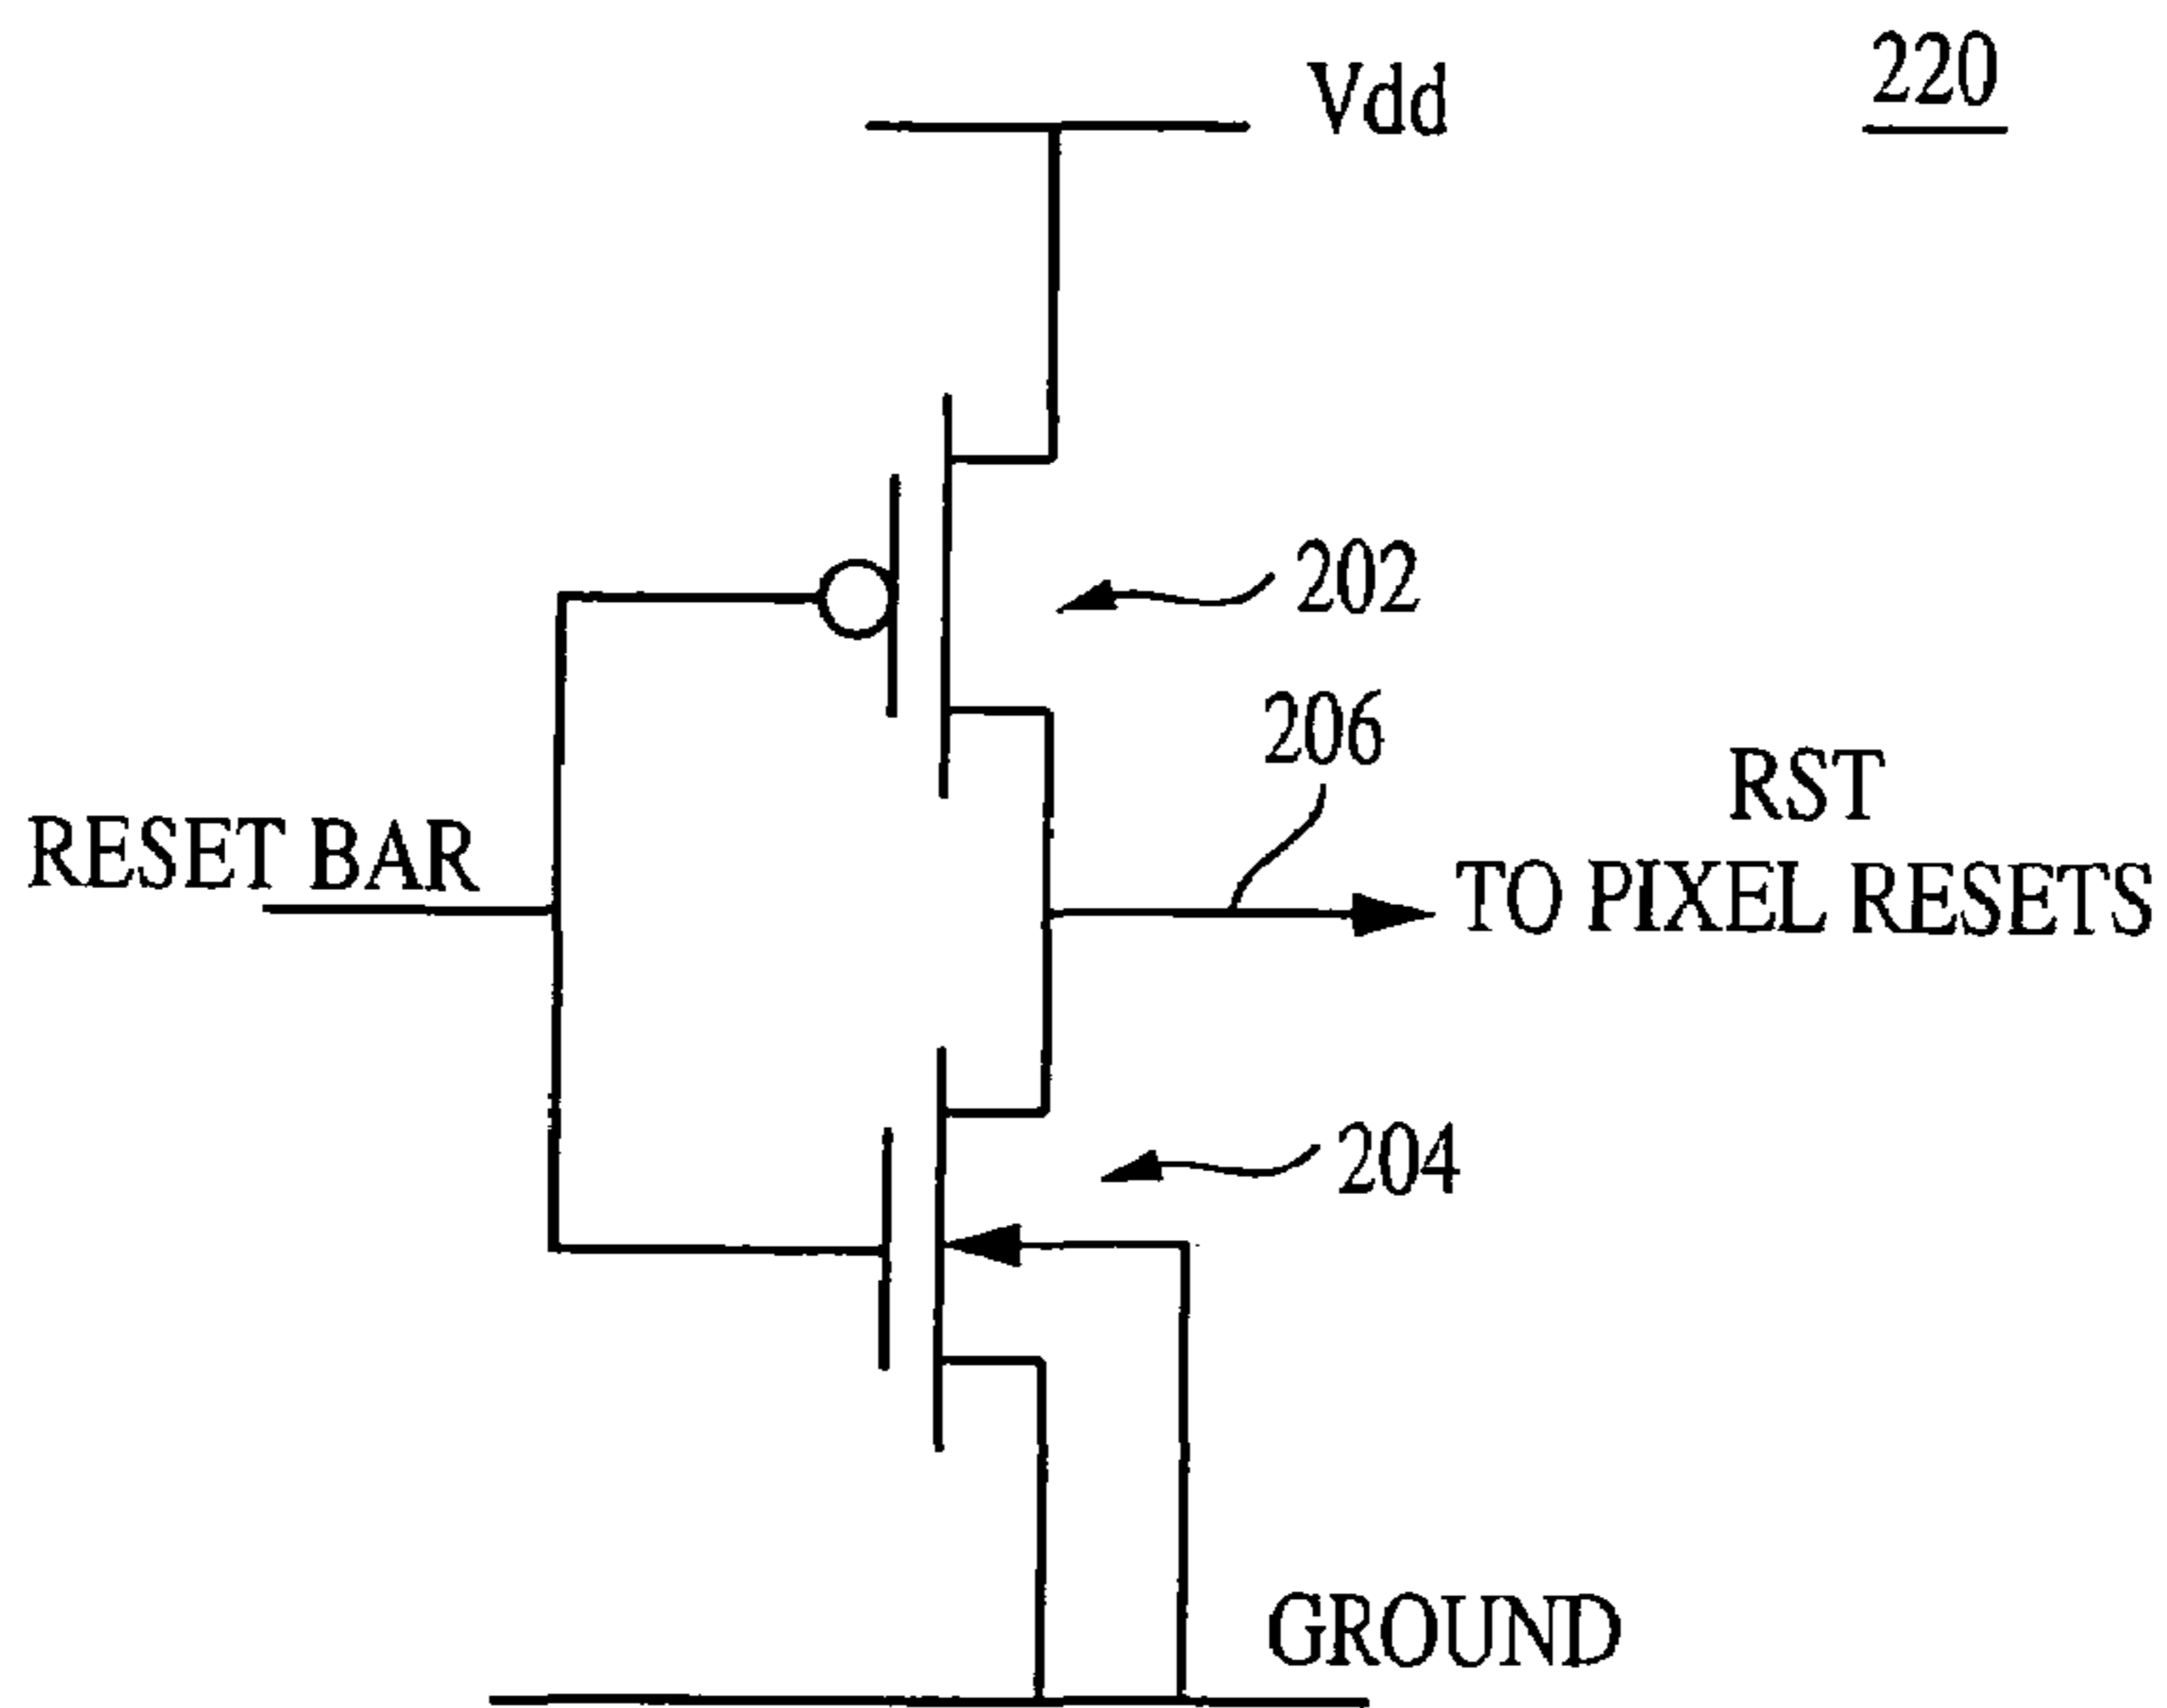 220
Vdd
202
206
RST
TO PIXEL RESETS
RESET BAR
204
GROUND